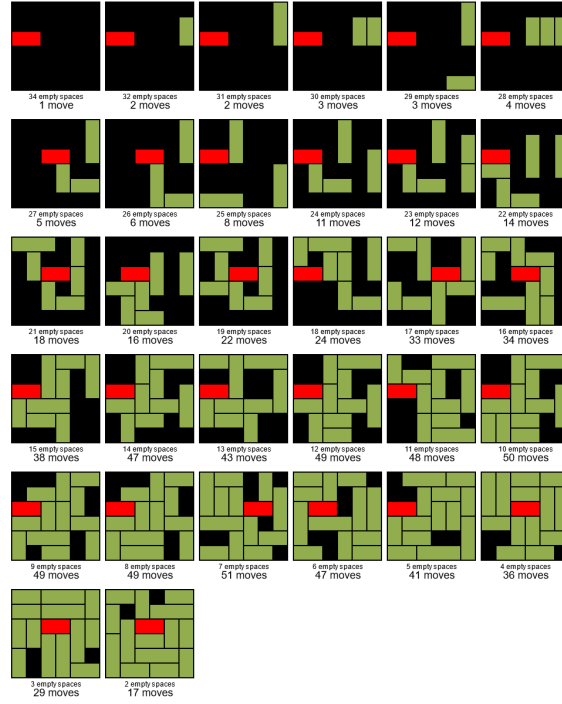 34 empty spaces
1 move
32 empty spaces
2 moves
31 empty spaces
2 moves
30 empty spaces
3 moves
29 empty spaces
3 moves
28 empty spaces
4 moves
27 empty spaces
5 moves
26 empty spaces
6 moves
25 empty spaces
8 moves
24 empty spaces
11 moves
23 empty spaces
12 moves
22 empty spaces
14 moves
21 empty spaces
18 moves
20 empty spaces
16 moves
19 empty spaces
22 moves
18 empty spaces
24 moves
17 empty spaces
33 moves
16 empty spaces
34 moves
15 empty spaces
38 moves
14 empty spaces
47 moves
13 empty spaces
43 moves
12 empty spaces
49 moves
11 empty spaces
48 moves
10 empty spaces
50 moves
9 empty spaces
49 moves
8 empty spaces
49 moves
7 empty spaces
51 moves
6 empty spaces
47 moves
5 empty spaces
41 moves
4 empty spaces
36 moves
3 empty spaces
29 moves
2 empty spaces
17 moves